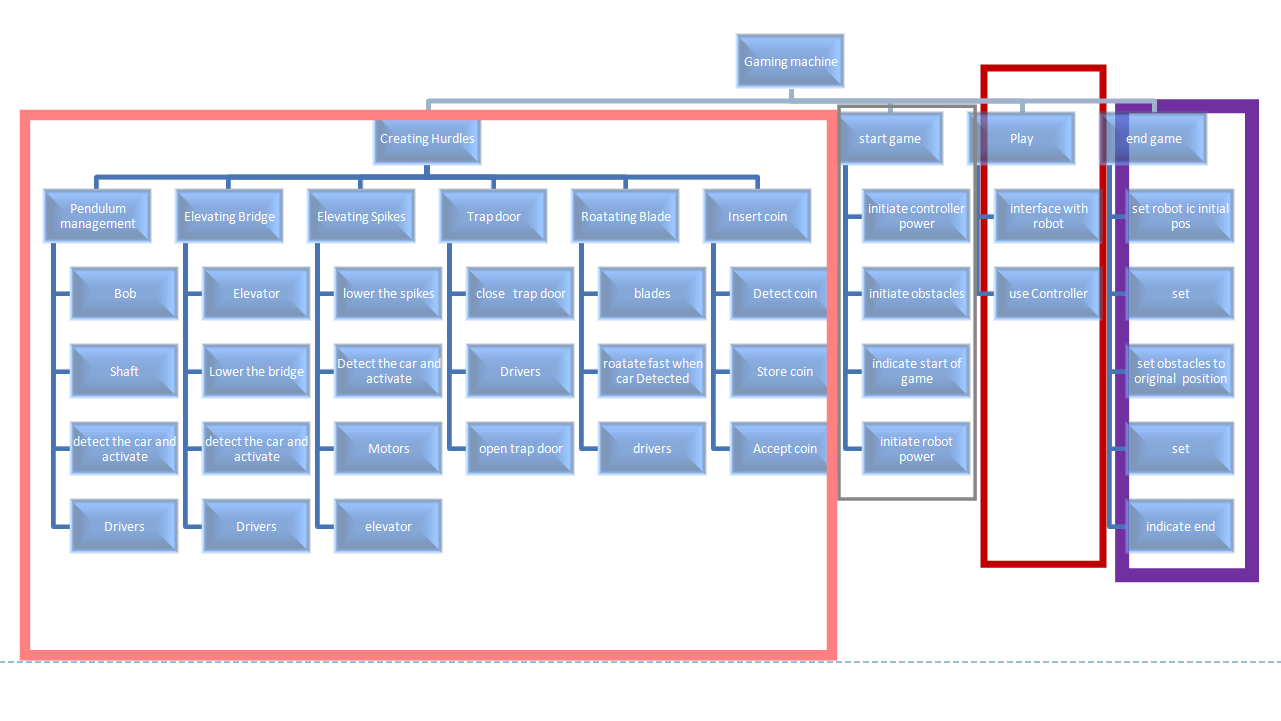 Gaming machine
Creating Hurdles
start game
Play
end game
Pendulum
management
Elevating Bridge
Elevating Spikes
Trap door
Roatating Blade
Insert coin
initiate controller
power
interface with
robot
set robot ic initial
pos
Bob
Elevator
lower the spikes
close trap door
blades
Detect coin
initiate obstacles
use Controller
set
Shaft
Lower the bridge
Detect the car and
activate
Drivers
roatate fast when
car Detected
Store coin
indicate start of
game
set obstacles to
original position
detect the car and
activate
detect the car and
activate
Motors
open trap door
drivers
Accept coin
initiate robot
power
set
Drivers
Drivers
elevator
indicate end